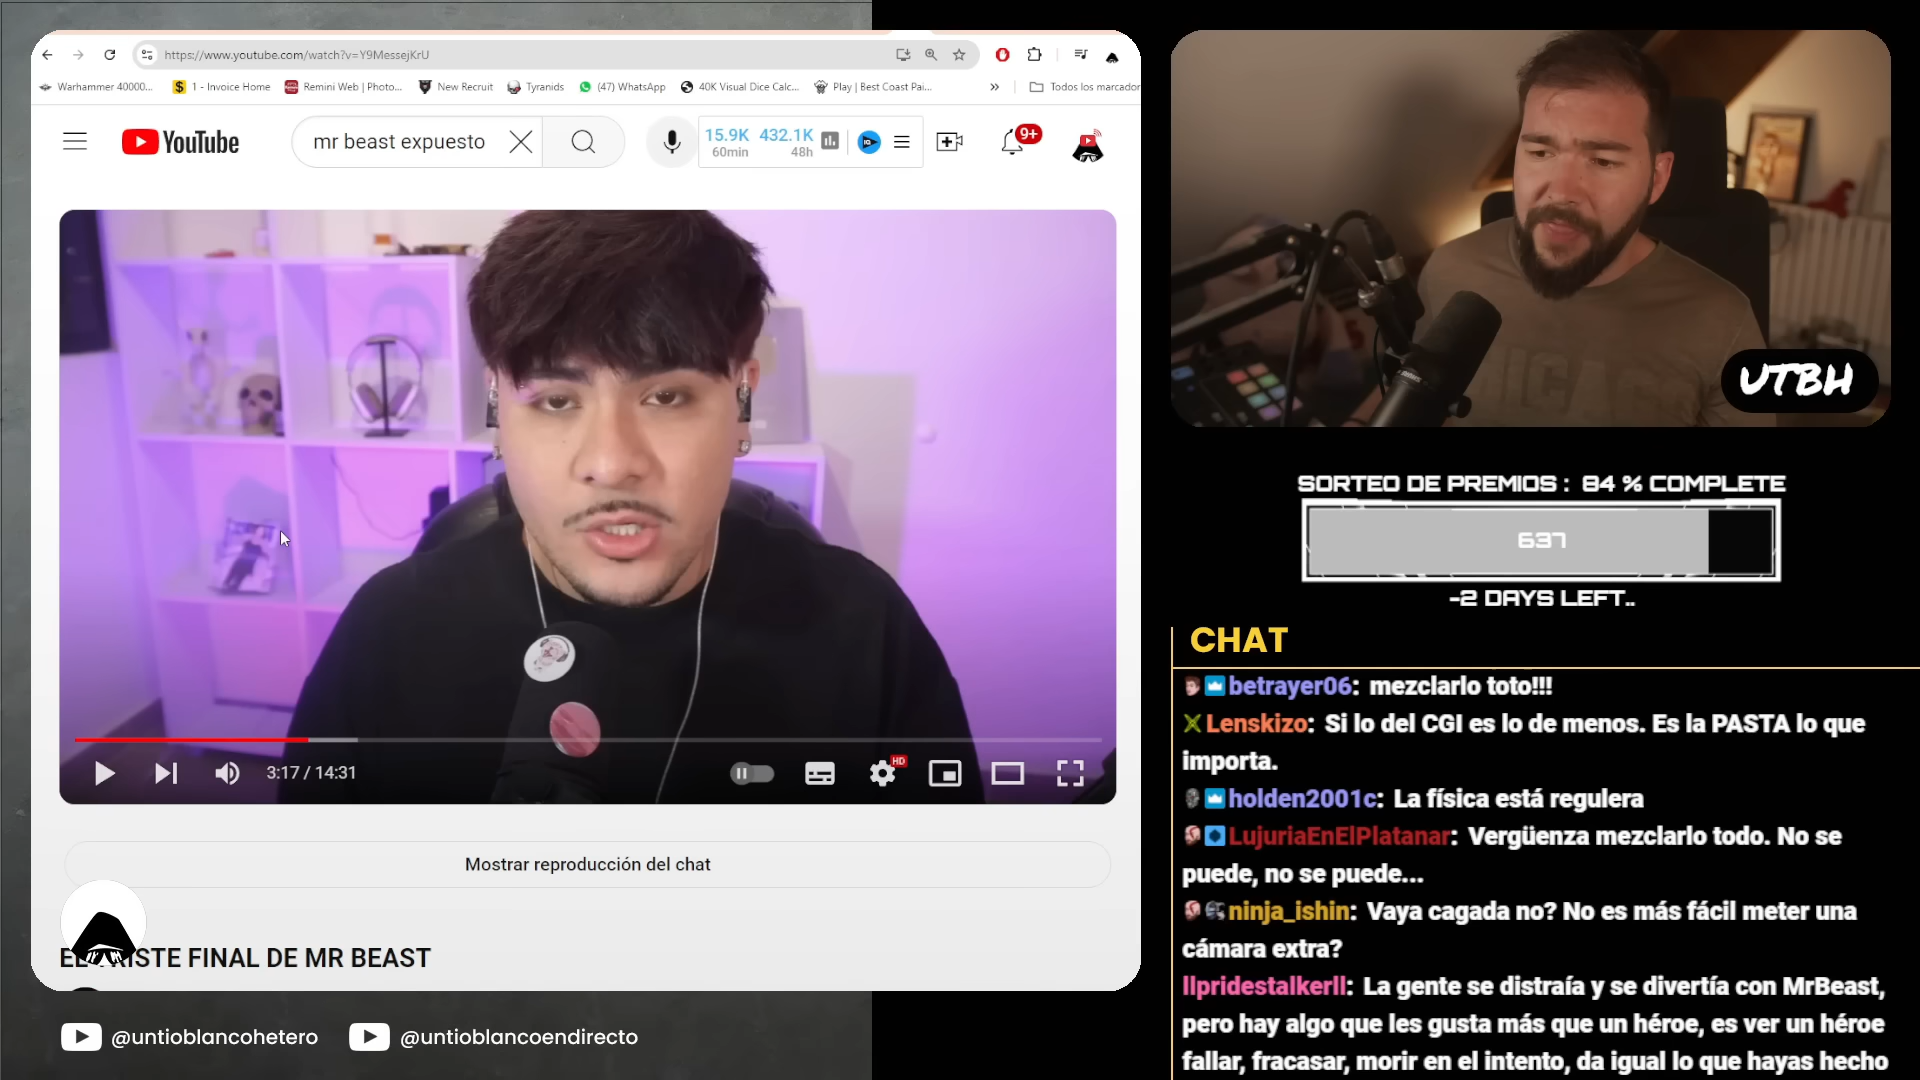 https://www.youtube.com/watch?v=Y9MessejKrU
Warhammer 40000...
1 - Invoice Home
Remini Web | Photo...
New Recruit
Tyranids
(47) WhatsApp
40K Visual Dice Calc...
Play | Best Coast Pai...
»
Todos los marcador
YouTube
mr beast expuesto
15.9K 432.1K
60min 48h
9+
UTBH
3:17 / 14:31
HD
Mostrar reproducción del chat
ISTE FINAL DE MR BEAST
@untioblancohetero
@untioblancoendirecto
SORTEO DE PREMIOS : 84 % COMPLETE
637
-2 DAYS LEFT..
CHAT
betrayer06: mezclarlo toto!!!
Lenskizo: Si lo del CGI es lo de menos. Es la PASTA lo que
importa.
holden2001c: La física está regulera
LujuriaEnElPlatanar: Vergüenza mezclarlo todo. No se
puede, no se puede...
ninja_ishin: Vaya cagada no? No es más fácil meter una
cámara extra?
llpridestalkerll: La gente se distraía y se divertía con MrBeast,
pero hay algo que les gusta más que un héroe, es ver un héroe
fallar, fracasar, morir en el intento, da igual lo que hayas hecho